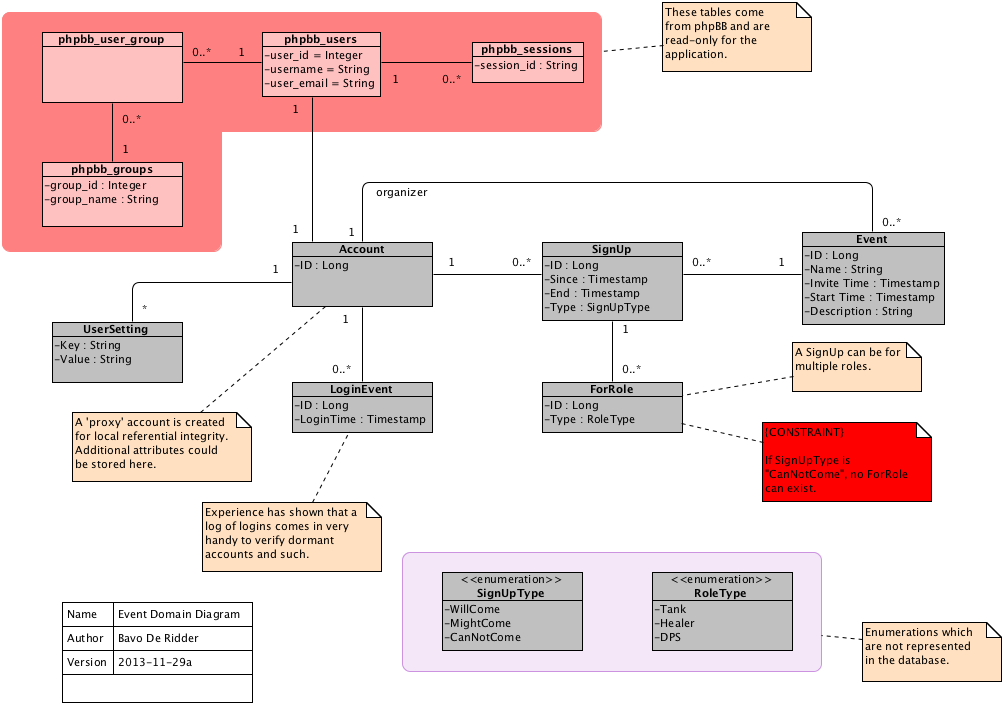 These tables come
from phpBB and are
read-only for the
application.
phpbb_user_group
0..*
1
phpbb_users
-user_id = Integer
-username = String
-user_email = String
1
0..*
phpbb_sessions
-session_id : String
0..*
1
phpbb_groups
-group_id : Integer
-group_name : String
1
1
organizer
1
0..*
Account
-ID : Long
1
0..*
SignUp
-ID : Long
-Since : Timestamp
-End : Timestamp
-Type : SignUpType
0..*
1
Event
-ID : Long
-Name : String
-Invite Time : Timestamp
-Start Time : Timestamp
-Description : String
1
*
UserSetting
-Key : String
-Value : String
1
0..*
LoginEvent
-ID : Long
-LoginTime : Timestamp
1
0..*
ForRole
-ID : Long
-Type : RoleType
A SignUp can be for
multiple roles.
{CONSTRAINT}
If SignUpType is
"CanNotCome", no ForRole
can exist.
A 'proxy' account is created
for local referential integrity.
Additional attributes could
be stored here.
Experience has shown that a
log of logins comes in very
handy to verify dormant
accounts and such.
<<enumeration>>
SignUpType
-WillCome
-MightCome
-CanNotCome
<<enumeration>>
RoleType
-Tank
-Healer
-DPS
Enumerations which
are not represented
in the database.
Name Event Domain Diagram
Author Bavo De Ridder
Version 2013-11-29a